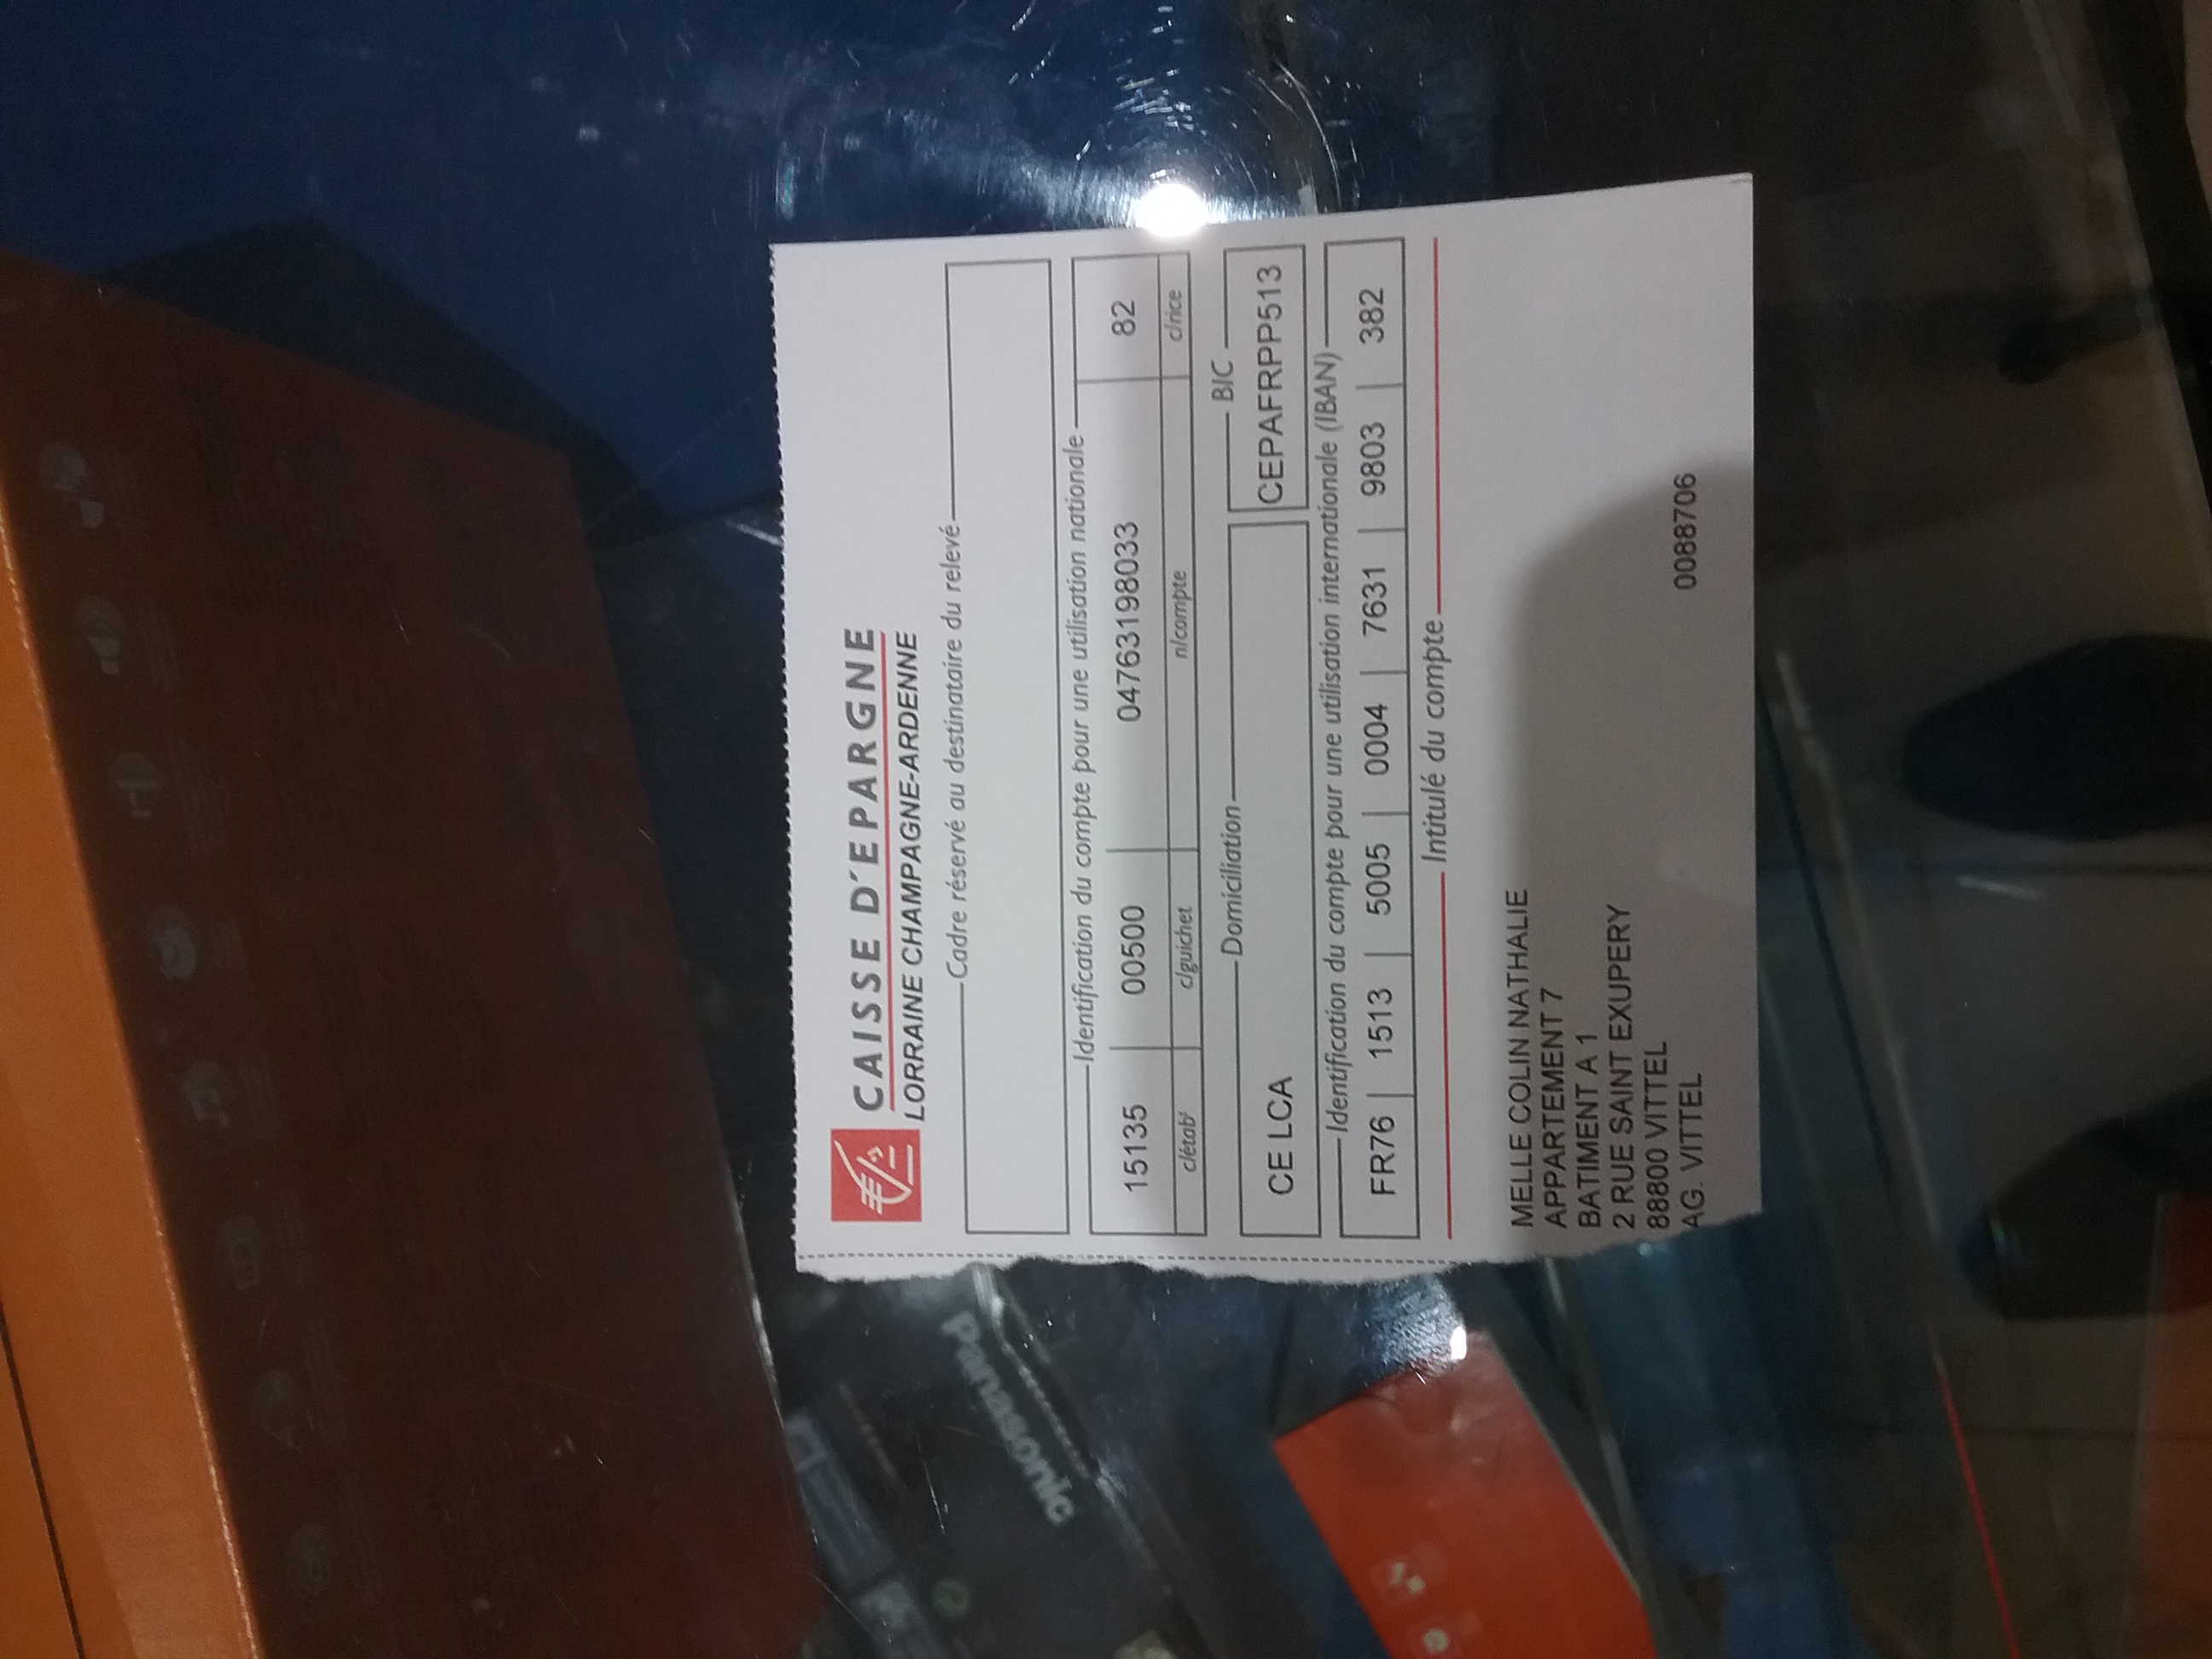 CAISSE D'EPARGNE
LORRAINE CHAMPAGNE-ARDENNE
Cadre réservé au destinataire du relevé
Identification du compte pour une utilisation nationale
15135 00500 04763198033 82
c/étabt c/guichet n/compte c/rice
Domiciliation BIC
CE LCA CEPAFRPP513
Identification du compte pour une utilisation internationale (IBAN)
FR76 1513 5005 0004 7631 9803 382
Intitulé du compte
MELLE COLIN NATHALIE
APPARTEMENT 7
BATIMENT A 1
2 RUE SAINT EXUPERY
88800 VITTEL
AG. VITTEL 0088706
Panasonic